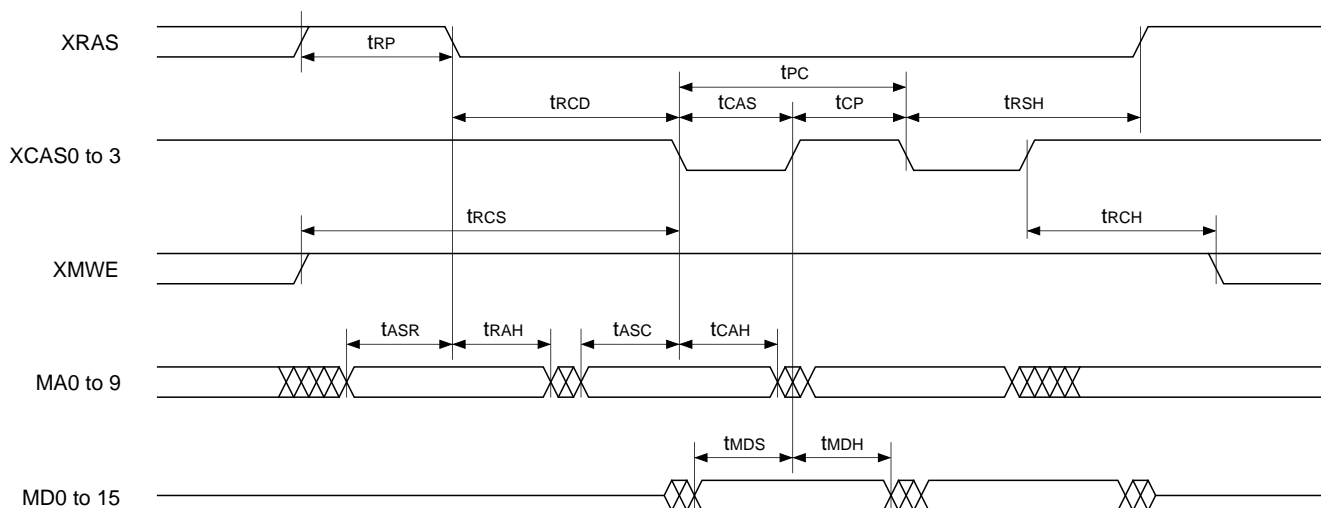 XRAS
tRP
tPC
tRCD
tCAS
tCP
tRSH
XCAS0 to 3
tRCS
tRCH
XMWE
tASR
tRAH
tASC
tCAH
MA0 to 9
tMDS
tMDH
MD0 to 15